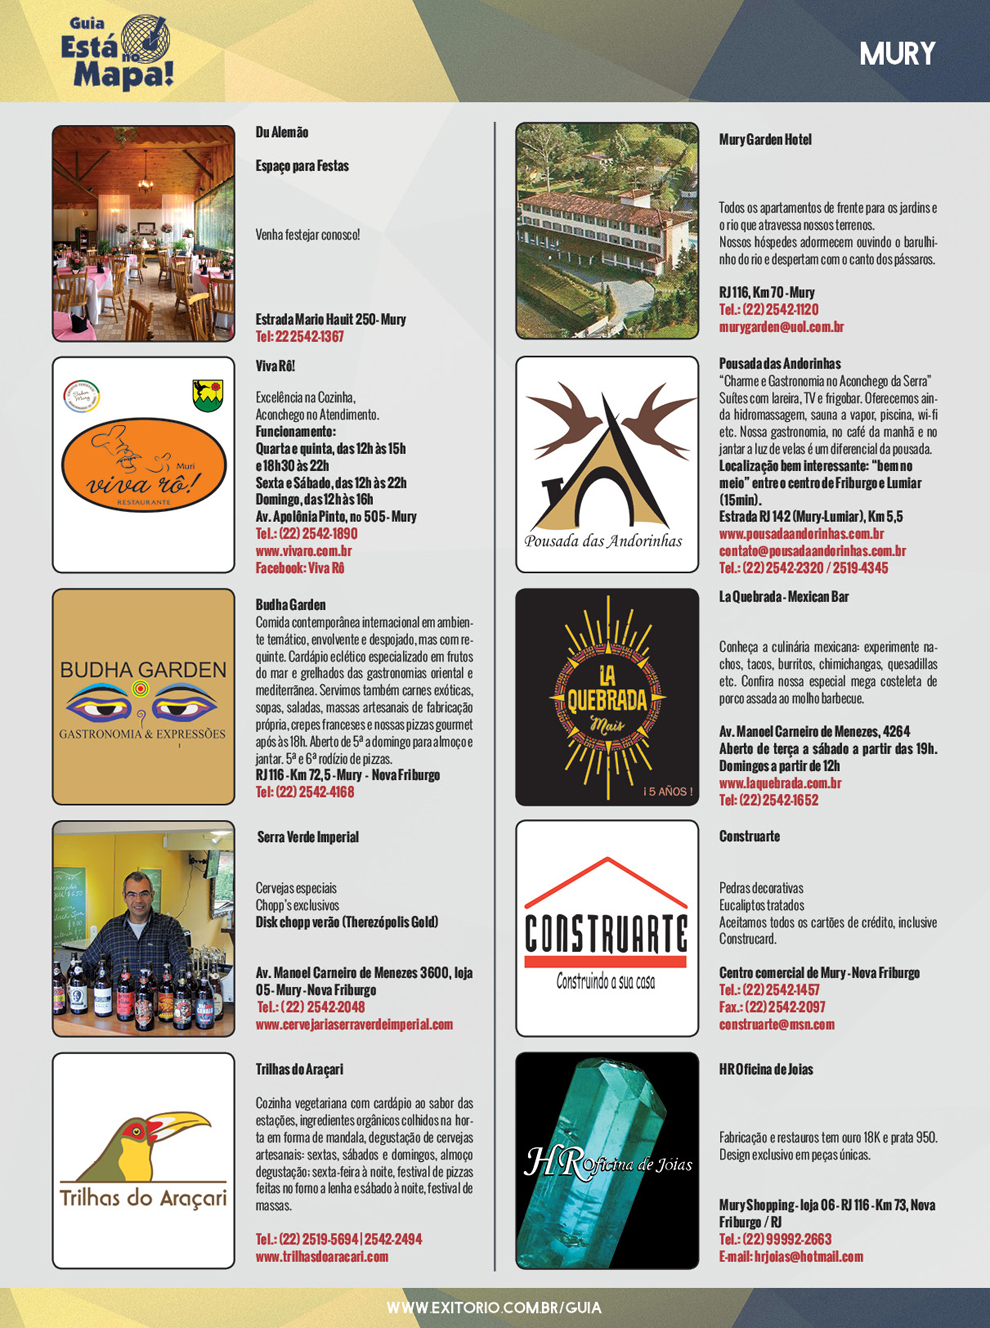 Guia
Está no
Mapa!
MURY
Du Alemão
Espaço para Festas
Venha festejar conosco!
Estrada Mario Hauit 250- Mury
Tel: 22 2542-1367
Muri
viva rô!
RESTAURANTE
Viva Rô!
Excelência na Cozinha,
Aconchego no Atendimento.
Funcionamento:
Quarta e quinta, das 12h às 15h
e 18h30 às 22h
Sexta e Sábado, das 12h às 22h
Domingo, das 12h às 16h
Av. Apolônia Pinto, no 505- Mury
Tel.: (22) 2542-1890
www.vivaro.com.br
Facebook: Viva Rô
BUDHA GARDEN
GASTRONOMIA & EXPRESSÕES
Budha Garden
Comida contemporânea internacional em ambien-
te temático, envolvente e despojado, mas com re-
quinte. Cardápio eclético especializado em frutos
do mar e grelhados das gastronomias oriental e
mediterrânea. Servimos também carnes exóticas,
sopas, saladas, massas artesanais de fabricação
própria, crepes franceses e nossas pizzas gourmet
após às 18h. Aberto de 5ª a domingo para almoço e
jantar. 5ª e 6ª rodízio de pizzas.
RJ 116 - Km 72,5 - Mury - Nova Friburgo
Tel: (22) 2542-4168
Serra Verde Imperial
Cervejas especiais
Chopp's exclusivos
Disk chopp verão (Therezópolis Gold)
Av. Manoel Carneiro de Menezes 3600, loja
05- Mury - Nova Friburgo
Tel.: (22) 2542-2048
www.cervejariaserraverdeimperial.com
Trilhas do Araçari
Trilhas do Araçari
Cozinha vegetariana com cardápio ao sabor das
estações, ingredientes orgânicos colhidos na hor-
ta em forma de mandala, degustação de cervejas
artesanais: sextas, sábados e domingos, almoço
degustação: sexta-feira à noite, festival de pizzas
feitas no forno a lenha e sábado à noite, festival de
massas.
Tel.: (22) 2519-5694 | 2542-2494
www.trilhasdoaracari.com
Mury Garden Hotel
Todos os apartamentos de frente para os jardins e
o rio que atravessa nossos terrenos.
Nossos hóspedes adormecem ouvindo o barulhi-
nho do rio e despertam com o canto dos pássaros.
RJ 116, Km 70 - Mury
Tel.: (22) 2542-1120
murygarden@uol.com.br
Pousada das Andorinhas
Pousada das Andorinhas
“Charme e Gastronomia no Aconchego da Serra”
Suítes com lareira, TV e frigobar. Oferecemos ain-
da hidromassagem, sauna a vapor, piscina, wi-fi
etc. Nossa gastronomia, no café da manhã e no
jantar a luz de velas é um diferencial da pousada.
Localização bem interessante: “bem no
meio” entre o centro de Friburgo e Lumiar
(15min).
Estrada RJ 142 (Mury-Lumiar), Km 5,5
www.pousadaandorinhas.com.br
contato@pousadaandorinhas.com.br
Tel.: (22) 2542-2320 / 2519-4345
LA
QUEBRADA
Mais
¡ 5 AÑOS !
La Quebrada - Mexican Bar
Conheça a culinária mexicana: experimente na-
chos, tacos, burritos, chimichangas, quesadillas
etc. Confira nossa especial mega costeleta de
porco assada ao molho barbecue.
Av. Manoel Carneiro de Menezes, 4264
Aberto de terça a sábado a partir das 19h.
Domingos a partir de 12h
www.laquebrada.com.br
Tel: (22) 2542-1652
CONSTRUARTE
Construindo a sua casa
Construarte
Pedras decorativas
Eucaliptos tratados
Aceitamos todos os cartões de crédito, inclusive
Construcard.
Centro comercial de Mury - Nova Friburgo
Tel.: (22) 2542-1457
Fax.: (22) 2542-2097
construarte@msn.com
HR Oficina de Jóias
HR Oficina de Joias
Fabricação e restauros tem ouro 18K e prata 950.
Design exclusivo em peças únicas.
Mury Shopping - loja 06 - RJ 116 - Km 73, Nova
Friburgo / RJ
Tel.: (22) 99992-2663
E-mail: hrjoias@hotmail.com
WWW.EXITORIO.COM.BR/GUIA